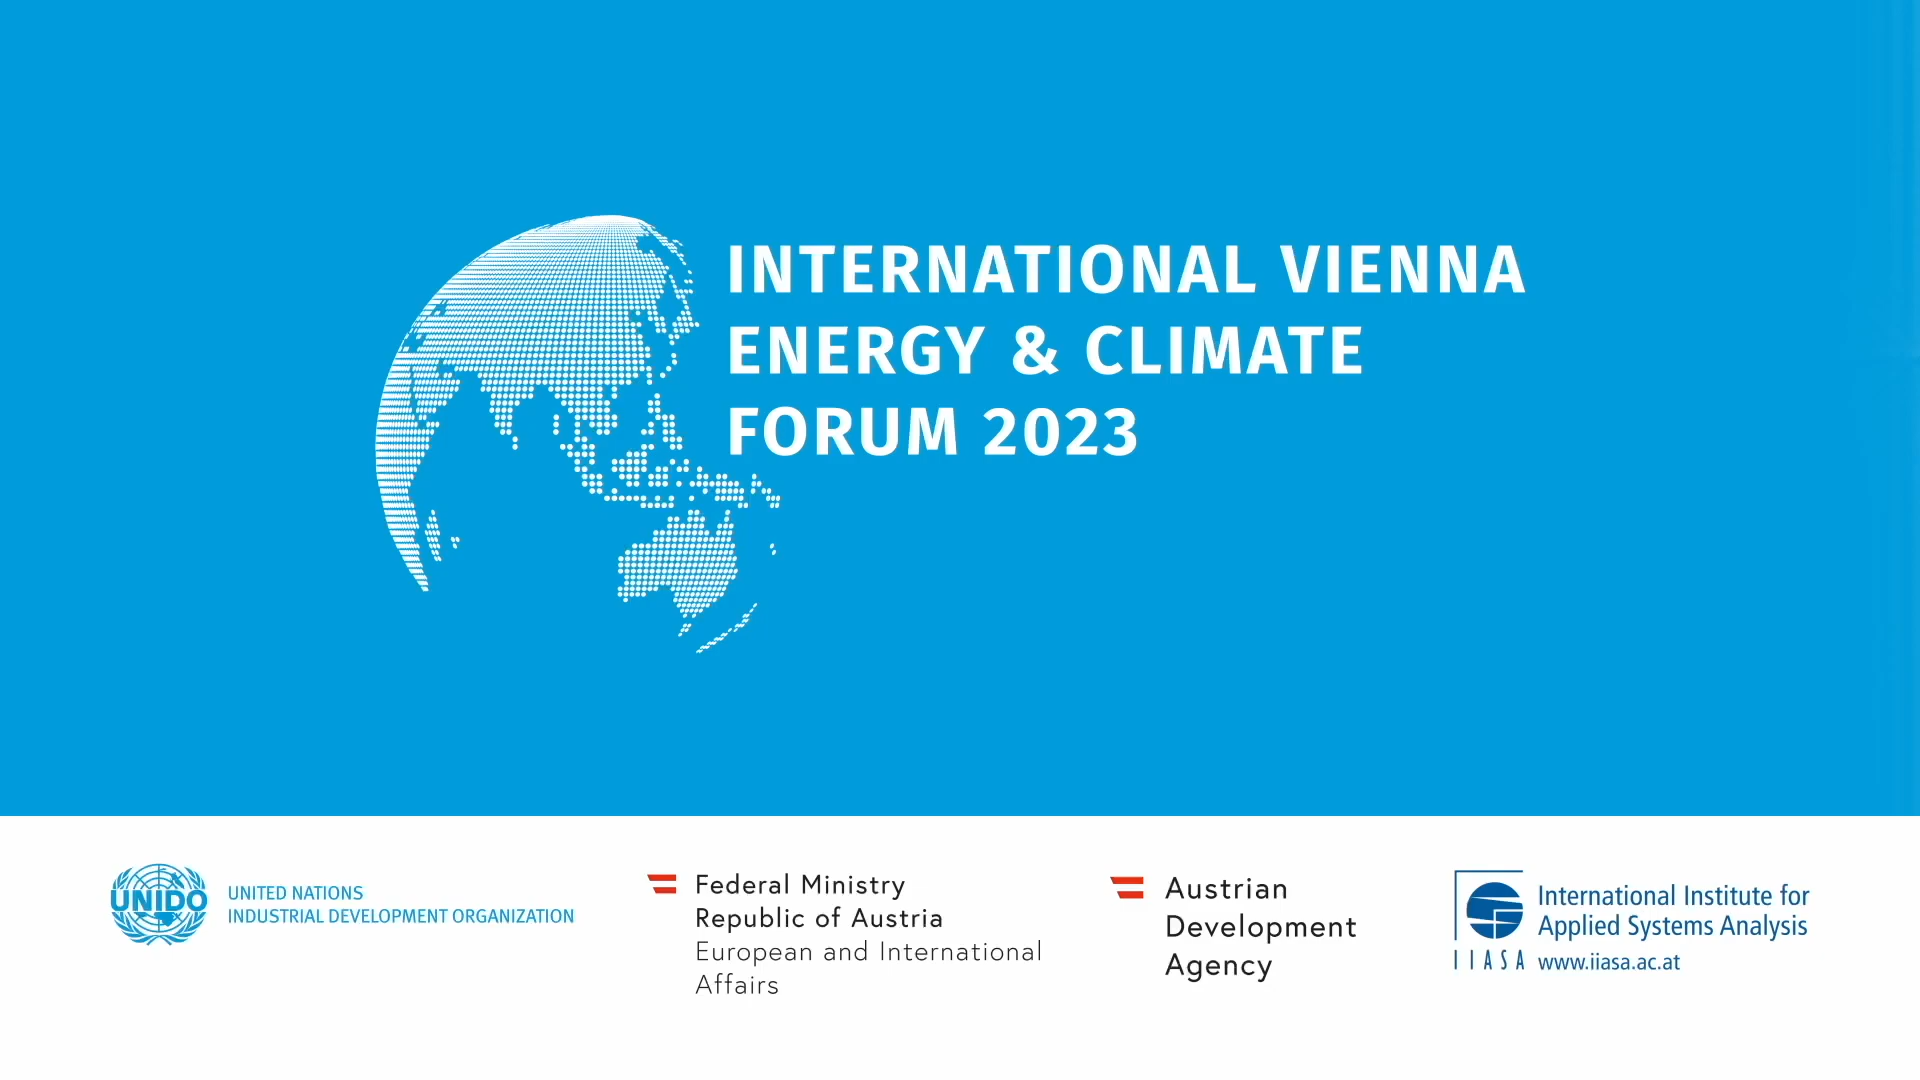 INTERNATIONAL VIENNA
ENERGY & CLIMATE
FORUM 2023
UNIDO
UNITED NATIONS
INDUSTRIAL DEVELOPMENT ORGANIZATION
Federal Ministry
Republic of Austria
European and International
Affairs
Austrian
Development
Agency
International Institute for
Applied Systems Analysis
IIASA www.iiasa.ac.at